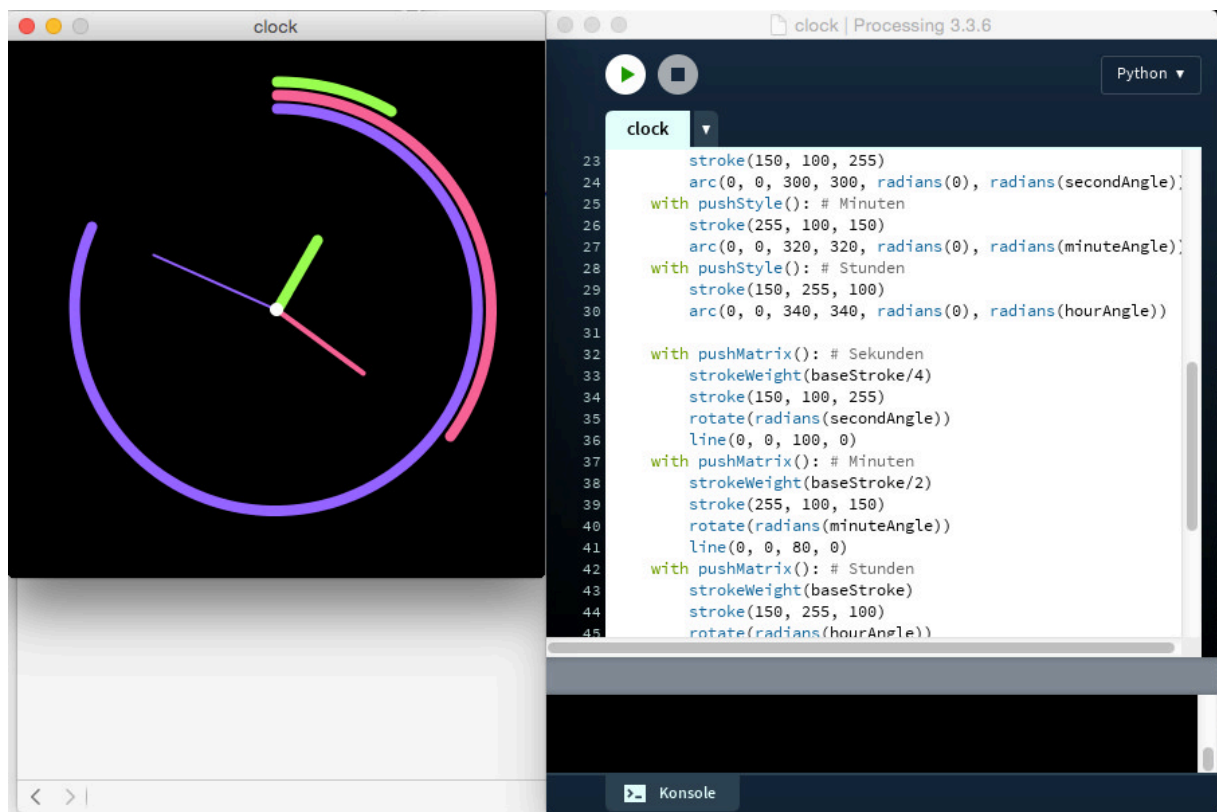 clock
clock | Processing 3.3.6
Python ▼
clock ▼
23 stroke(150, 100, 255)
24 arc(0, 0, 300, 300, radians(0), radians(secondAngle))
25 with pushStyle(): # Minuten
26 stroke(255, 100, 150)
27 arc(0, 0, 320, 320, radians(0), radians(minuteAngle))
28 with pushStyle(): # Stunden
29 stroke(150, 255, 100)
30 arc(0, 0, 340, 340, radians(0), radians(hourAngle))
31
32 with pushMatrix(): # Sekunden
33 strokeWeight(baseStroke/4)
34 stroke(150, 100, 255)
35 rotate(radians(secondAngle))
36 line(0, 0, 100, 0)
37 with pushMatrix(): # Minuten
38 strokeWeight(baseStroke/2)
39 stroke(255, 100, 150)
40 rotate(radians(minuteAngle))
41 line(0, 0, 80, 0)
42 with pushMatrix(): # Stunden
43 strokeWeight(baseStroke)
44 stroke(150, 255, 100)
45 rotate(radians(hourAngle))
Konsole